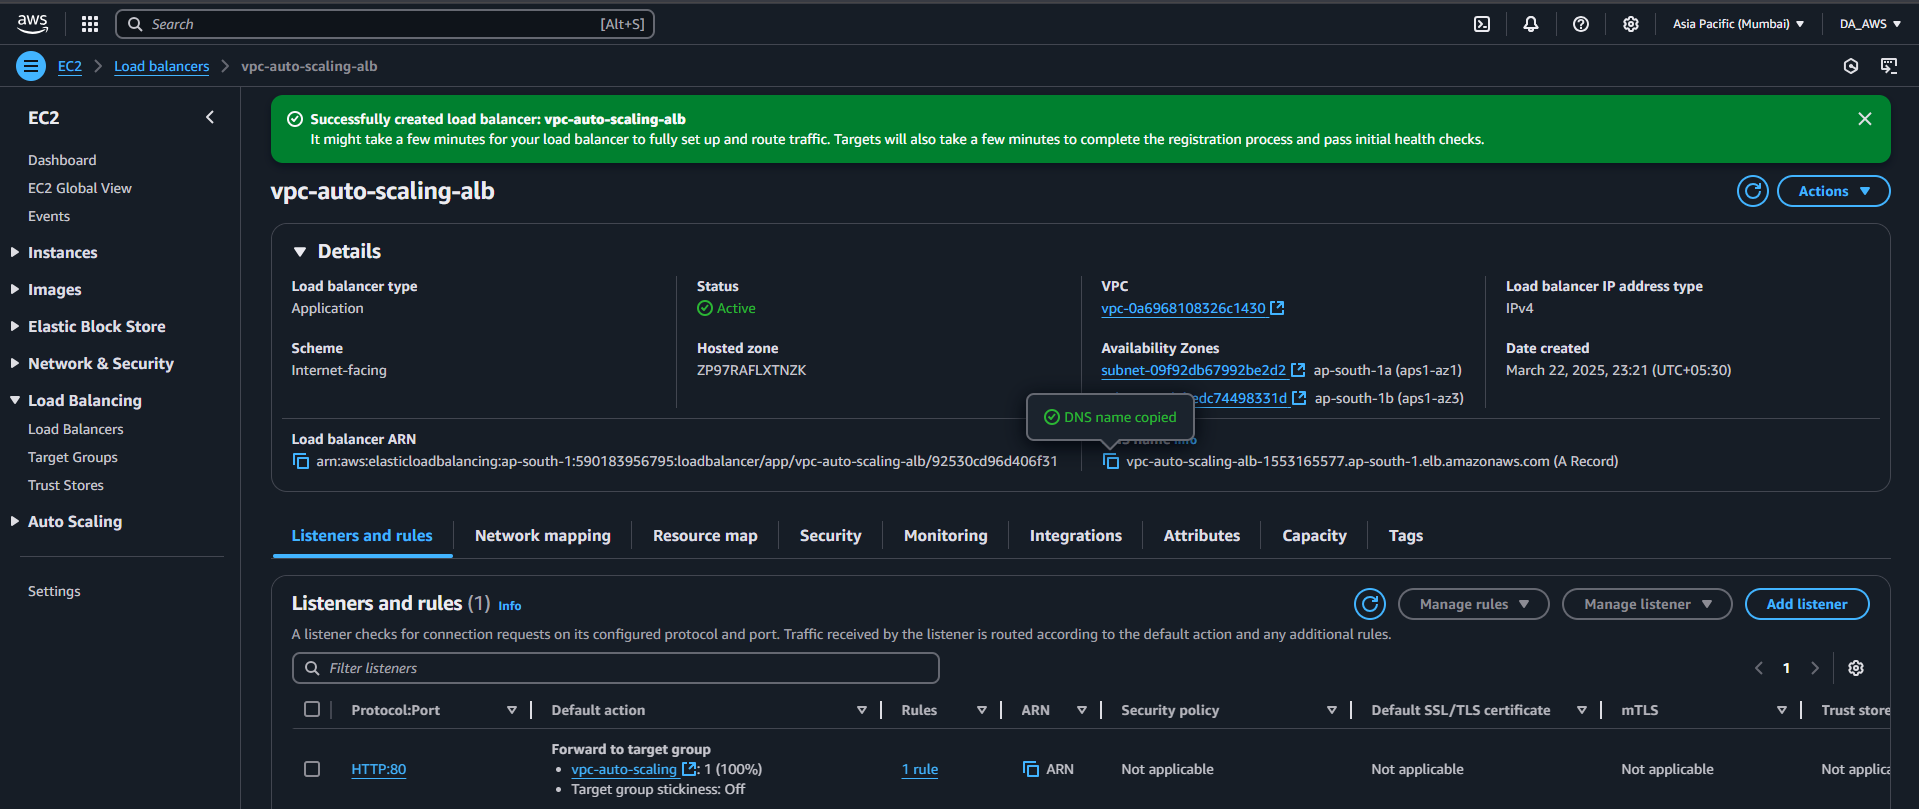 aws
Search [Alt+S]
Asia Pacific (Mumbai)
DA_AWS
EC2
Load balancers
vpc-auto-scaling-alb
EC2
Dashboard
EC2 Global View
Events
Instances
Images
Elastic Block Store
Network & Security
Load Balancing
Load Balancers
Target Groups
Trust Stores
Auto Scaling
Settings
Successfully created load balancer: vpc-auto-scaling-alb
It might take a few minutes for your load balancer to fully set up and route traffic. Targets will also take a few minutes to complete the registration process and pass initial health checks.
vpc-auto-scaling-alb
Actions
Details
Load balancer type
Application
Status
Active
VPC
vpc-0a6968108326c1430
Load balancer IP address type
IPv4
Scheme
Internet-facing
Hosted zone
ZP97RAFLXTNZK
Availability Zones
subnet-09f92db67992be2d2 ap-south-1a (aps1-az1)
edc74498331d ap-south-1b (aps1-az3)
Date created
March 22, 2025, 23:21 (UTC+05:30)
DNS name copied
Load balancer ARN
arn:aws:elasticloadbalancing:ap-south-1:590183956795:loadbalancer/app/vpc-auto-scaling-alb/92530cd96d406f31
name Info
vpc-auto-scaling-alb-1553165577.ap-south-1.elb.amazonaws.com (A Record)
Listeners and rules
Network mapping
Resource map
Security
Monitoring
Integrations
Attributes
Capacity
Tags
Listeners and rules (1) Info
Manage rules
Manage listener
Add listener
A listener checks for connection requests on its configured protocol and port. Traffic received by the listener is routed according to the default action and any additional rules.
Filter listeners
1
Protocol:Port
Default action
Rules
ARN
Security policy
Default SSL/TLS certificate
mTLS
Trust store
HTTP:80
Forward to target group
• vpc-auto-scaling : 1 (100%)
• Target group stickiness: Off
1 rule
ARN
Not applicable
Not applicable
Not applicable
Not applica